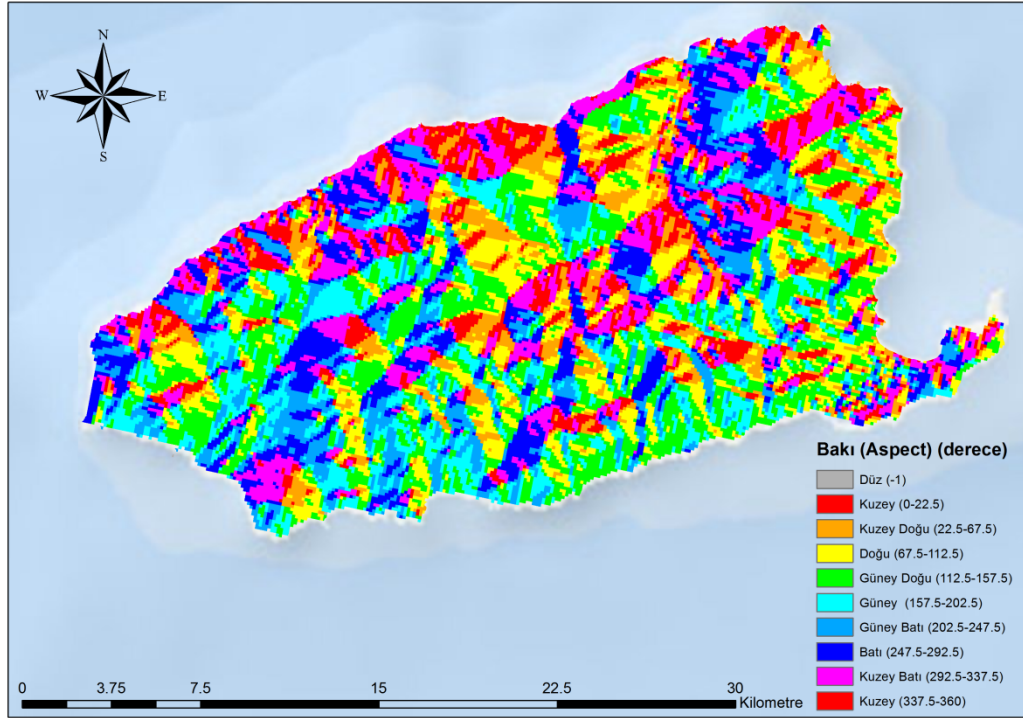 N
W E
S
Bakı (Aspect) (derece)
Düz (-1)
Kuzey (0-22.5)
Kuzey Doğu (22.5-67.5)
Doğu (67.5-112.5)
Güney Doğu (112.5-157.5)
Güney (157.5-202.5)
Güney Batı (202.5-247.5)
Batı (247.5-292.5)
Kuzey Batı (292.5-337.5)
Kuzey (337.5-360)
0 3.75 7.5 15 22.5 30
Kilometre